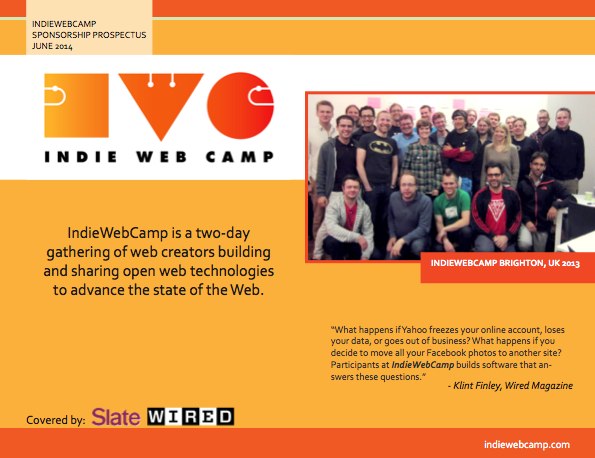 INDIEWEBCAMP
SPONSORSHIP PROSPECTUS
JUNE 2014
INDIE WEB CAMP
INDIEWEBCAMP BRIGHTON, UK 2013
IndieWebCamp is a two-day
gathering of web creators building
and sharing open web technologies
to advance the state of the Web.
“What happens if Yahoo freezes your online account, loses
your data, or goes out of business? What happens if you
decide to move all your Facebook photos to another site?
Participants at IndieWebCamp builds software that an-
swers these questions.”
- Klint Finley, Wired Magazine
Covered by: Slate WIRED
indiewebcamp.com